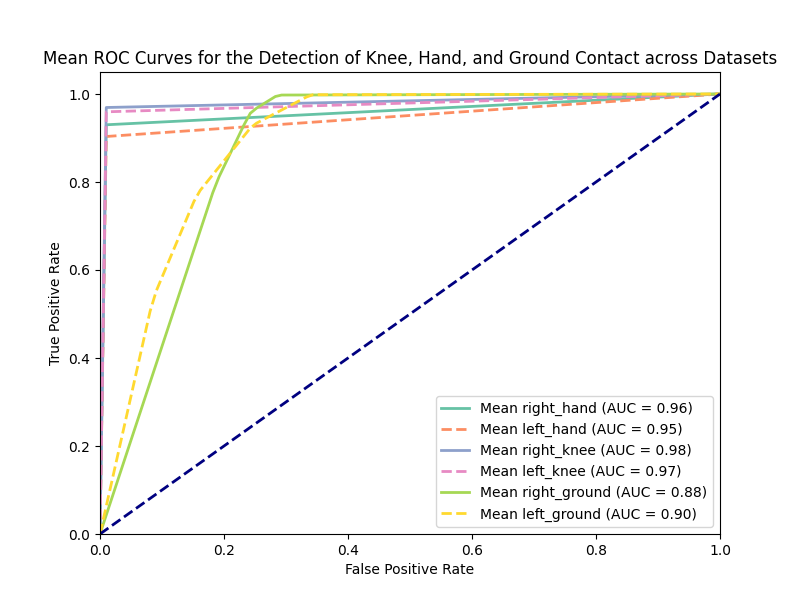 Mean ROC Curves for the Detection of Knee, Hand, and Ground Contact across Datasets
True Positive Rate
1.0
0.8
0.6
0.4
0.2
0.0
Mean right_hand (AUC = 0.96)
Mean left_hand (AUC = 0.95)
Mean right_knee (AUC = 0.98)
Mean left_knee (AUC = 0.97)
Mean right_ground (AUC = 0.88)
Mean left_ground (AUC = 0.90)
0.0 0.2 0.4 0.6 0.8 1.0
False Positive Rate